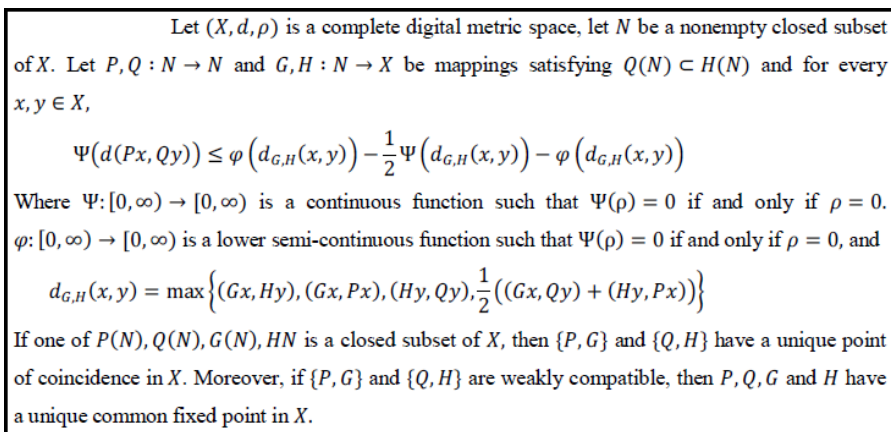 Let (X, d, ρ) is a complete digital metric space, let N be a nonempty closed subset
of X. Let P, Q : N → N and G, H : N → X be mappings satisfying Q(N) ⊂ H(N) and for every
x, y ∈ X,
Ψ(d(Px, Qy)) ≤ φ(d_{G,H}(x, y)) − 1/2 Ψ(d_{G,H}(x, y)) − φ(d_{G,H}(x, y))
Where Ψ: [0, ∞) → [0, ∞) is a continuous function such that Ψ(ρ) = 0 if and only if ρ = 0.
φ: [0, ∞) → [0, ∞) is a lower semi-continuous function such that Ψ(ρ) = 0 if and only if ρ = 0, and
d_{G,H}(x, y) = max{(Gx, Hy), (Gx, Px), (Hy, Qy), 1/2((Gx, Qy) + (Hy, Px))}
If one of P(N), Q(N), G(N), HN is a closed subset of X, then {P, G} and {Q, H} have a unique point
of coincidence in X. Moreover, if {P, G} and {Q, H} are weakly compatible, then P, Q, G and H have
a unique common fixed point in X.